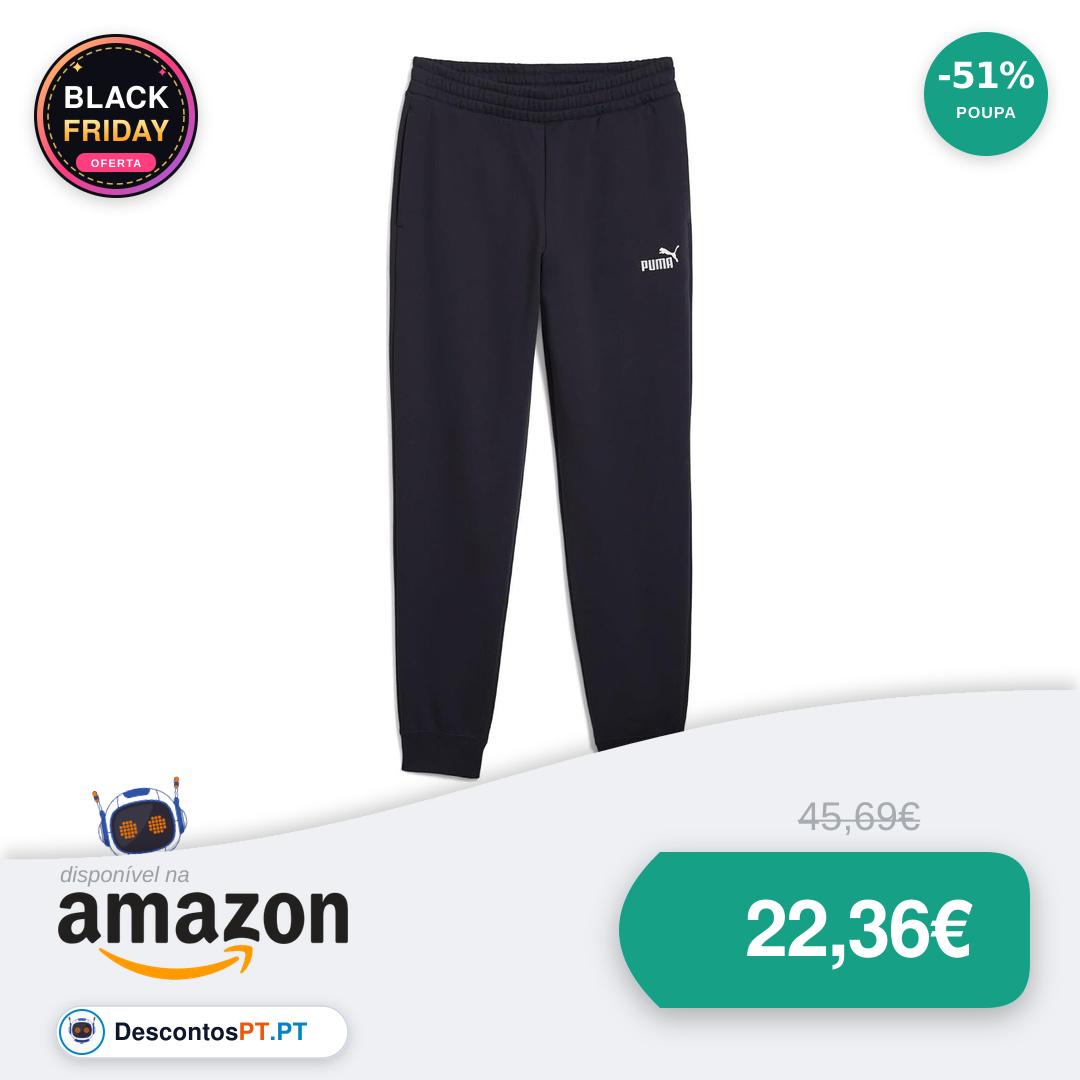 BLACK
FRIDAY
OFERTA
-51%
POUPA
PUMA
45,69€
22,36€
disponível na
amazon
DescontosPT.PT